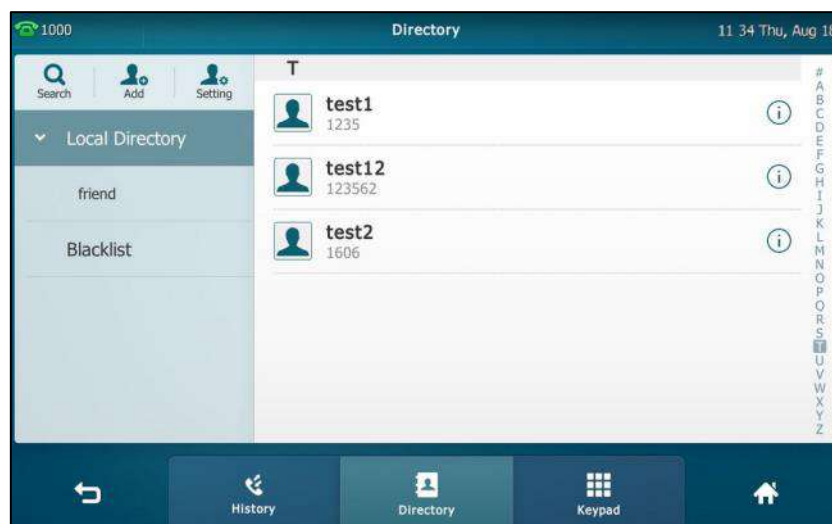 1000
Directory
11 34 Thu, Aug 18
Search
Add
Setting
Local Directory
friend
Blacklist
T
test1
1235
test12
123562
test2
1606
#
A
B
C
D
E
F
G
H
I
J
K
L
M
N
O
P
Q
R
S
T
U
V
W
X
Y
Z
History
Directory
Keypad